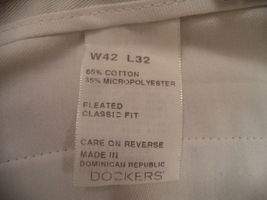 W42 L32
65% COTTON
35% MICROPOLYESTER
PLEATED
CLASSIC FIT
CARE ON REVERSE
MADE IN
DOMINICAN REPUBLIC
DOCKERS®